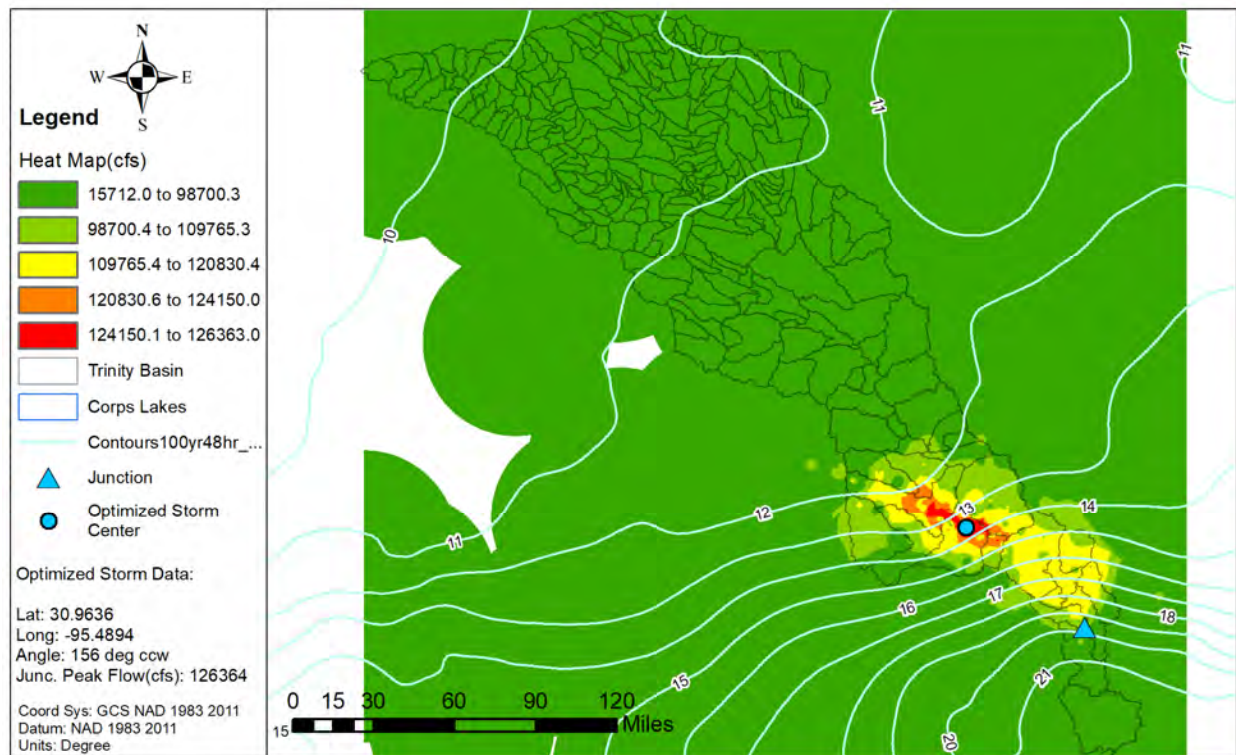 N
W E
S
Legend
Heat Map(cfs)
15712.0 to 98700.3
98700.4 to 109765.3
109765.4 to 120830.4
120830.6 to 124150.0
124150.1 to 126363.0
Trinity Basin
Corps Lakes
Contours100yr48hr_...
Junction
Optimized Storm
Center
Optimized Storm Data:
Lat: 30.9636
Long: -95.4894
Angle: 156 deg ccw
Junc. Peak Flow(cfs): 126364
Coord Sys: GCS NAD 1983 2011
Datum: NAD 1983 2011
Units: Degree
11
11
10
12
13
14
11
16
17
18
15
21
20
0 15 30 60 90 120
Miles
15